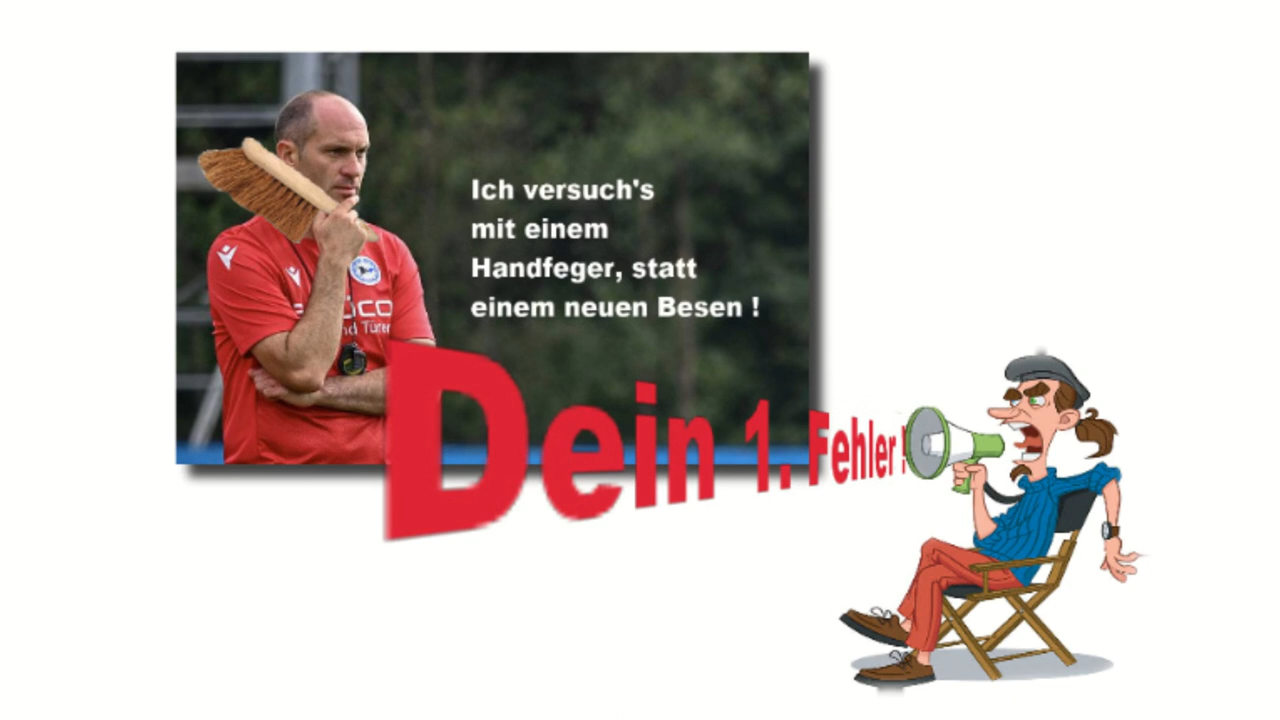 Ich versuch's
mit einem
Handfeger, statt
einem neuen Besen !
Dein 1. Fehler !